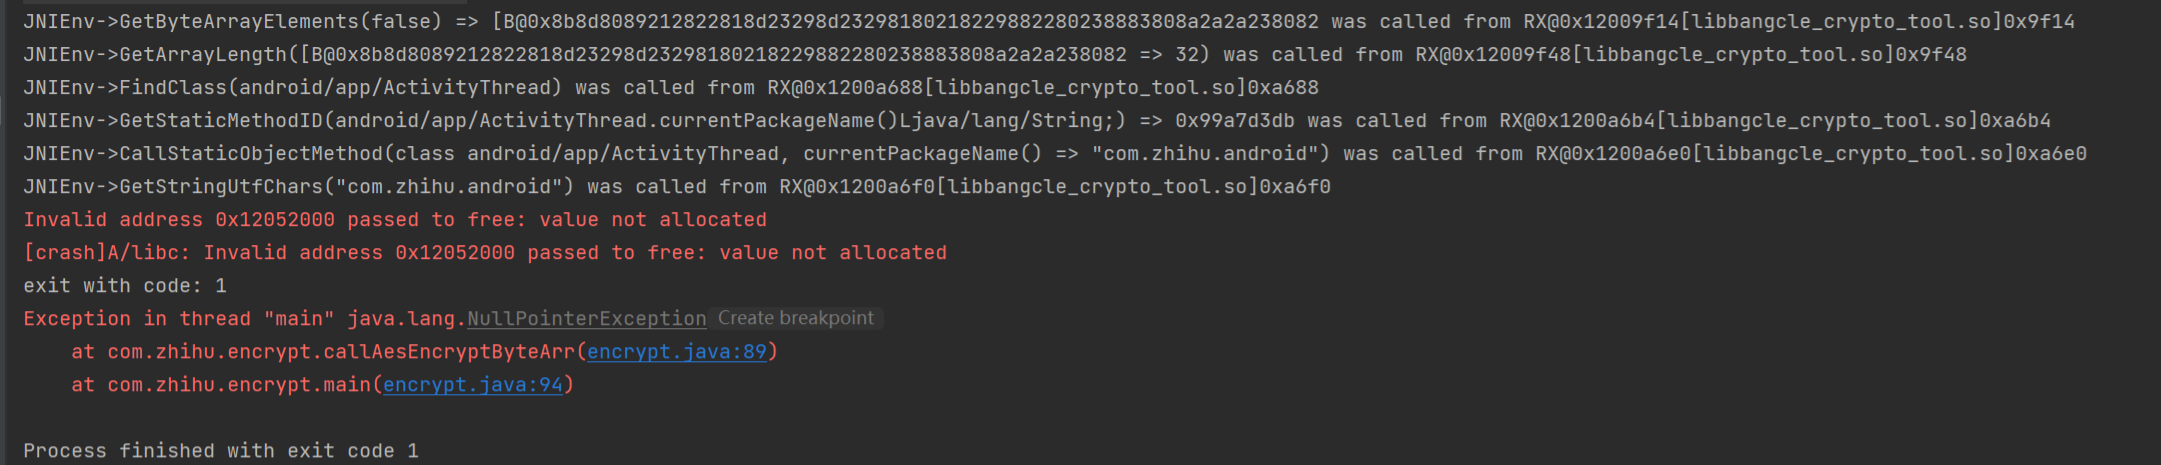 JNIEnv->GetByteArrayElements(false) => [B@0x8b8d8089212822818d23298d23298180218229882280238883808a2a2a238082 was called from RX@0x12009f14[libbangcle_crypto_tool.so]0x9f14
JNIEnv->GetArrayLength([B@0x8b8d8089212822818d23298d23298180218229882280238883808a2a2a238082 => 32) was called from RX@0x12009f48[libbangcle_crypto_tool.so]0x9f48
JNIEnv->FindClass(android/app/ActivityThread) was called from RX@0x1200a688[libbangcle_crypto_tool.so]0xa688
JNIEnv->GetStaticMethodID(android/app/ActivityThread.currentPackageName()Ljava/lang/String;) => 0x99a7d3db was called from RX@0x1200a6b4[libbangcle_crypto_tool.so]0xa6b4
JNIEnv->CallStaticObjectMethod(class android/app/ActivityThread, currentPackageName() => "com.zhihu.android") was called from RX@0x1200a6e0[libbangcle_crypto_tool.so]0xa6e0
JNIEnv->GetStringUtfChars("com.zhihu.android") was called from RX@0x1200a6f0[libbangcle_crypto_tool.so]0xa6f0
Invalid address 0x12052000 passed to free: value not allocated
[crash]A/libc: Invalid address 0x12052000 passed to free: value not allocated
exit with code: 1
Exception in thread "main" java.lang.NullPointerException Create breakpoint
at com.zhihu.encrypt.callAesEncryptByteArr(encrypt.java:89)
at com.zhihu.encrypt.main(encrypt.java:94)
Process finished with exit code 1